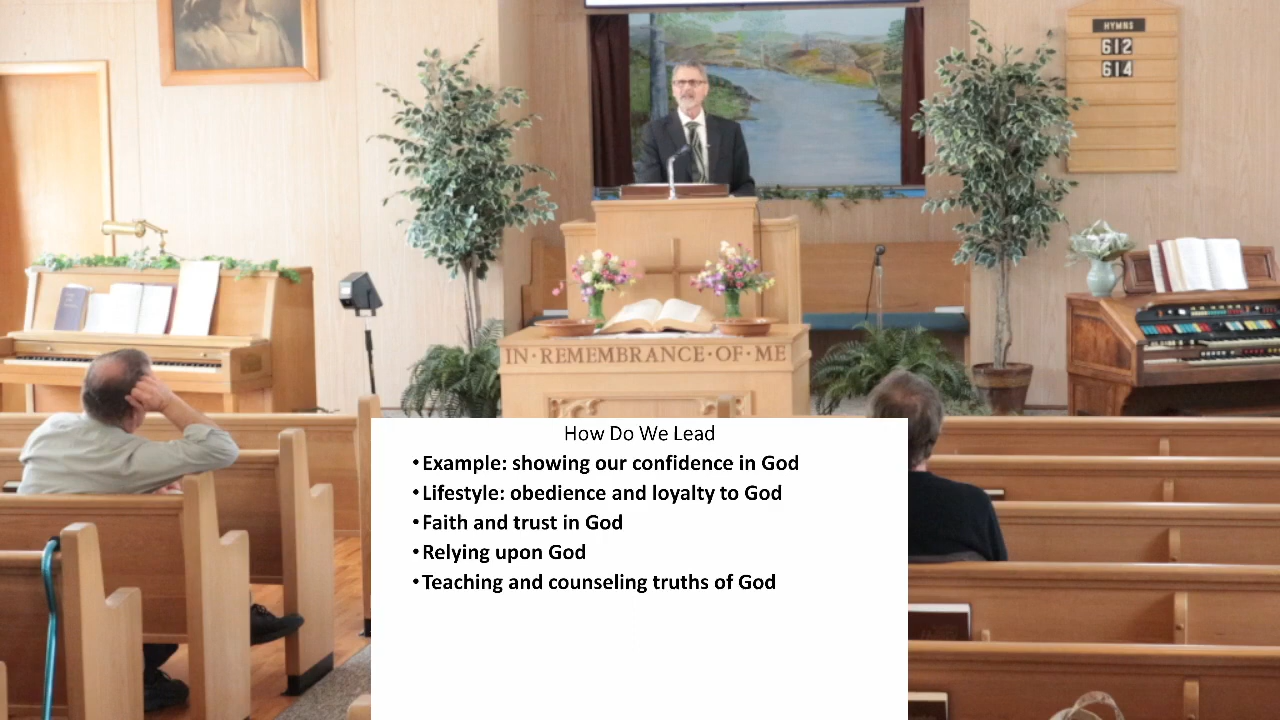 HYMNS
612
614
IN·REMEMBRANCE·OF·ME
How Do We Lead
•Example: showing our confidence in God
•Lifestyle: obedience and loyalty to God
•Faith and trust in God
•Relying upon God
•Teaching and counseling truths of God